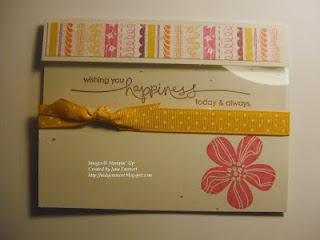 wishing you
happiness
today & always.
Images © Stampin' Up
Created by Jane Emmert